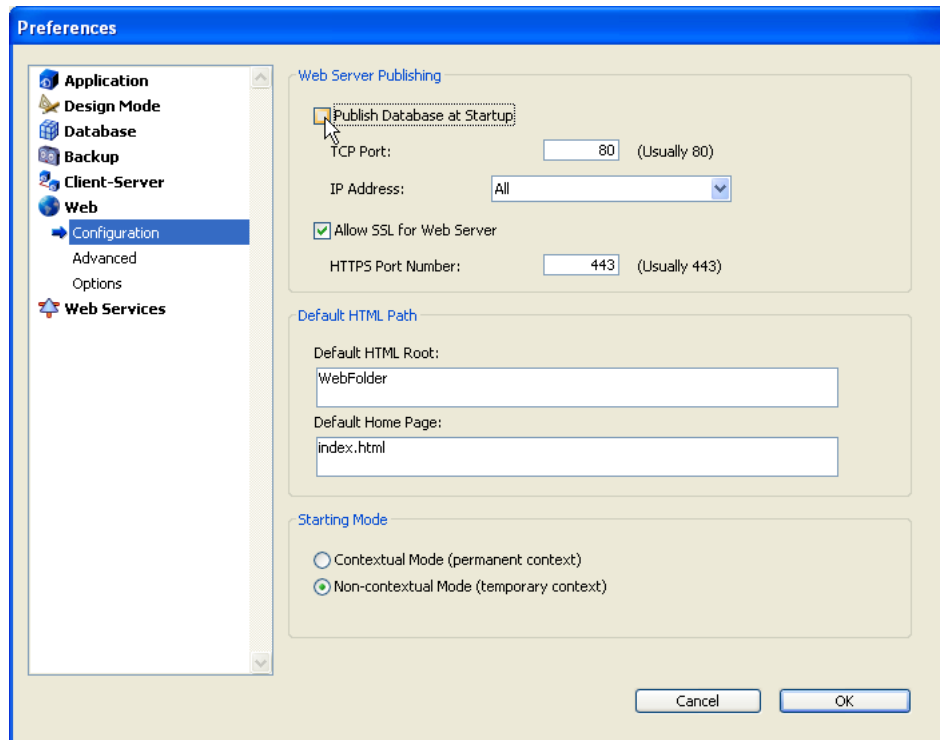 Preferences
Application
Design Mode
Database
Backup
Client-Server
Web
Configuration
Advanced
Options
Web Services
Web Server Publishing
Publish Database at Startup
TCP Port: 80 (Usually 80)
IP Address: All
Allow SSL for Web Server
HTTPS Port Number: 443 (Usually 443)
Default HTML Path
Default HTML Root:
WebFolder
Default Home Page:
index.html
Starting Mode
Contextual Mode (permanent context)
Non-contextual Mode (temporary context)
Cancel OK